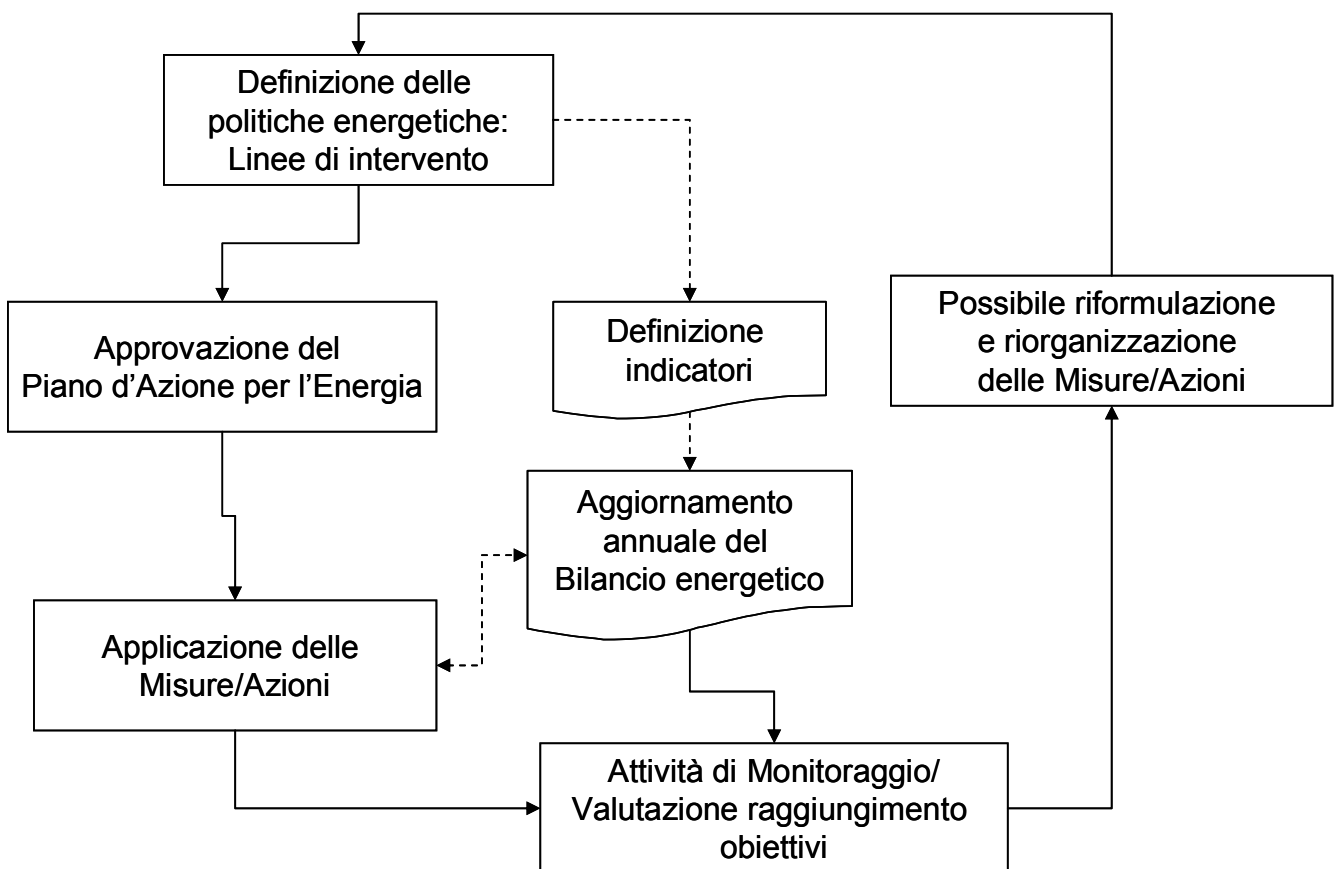 Definizione delle
politiche energetiche:
Linee di intervento
Approvazione del
Piano d’Azione per l’Energia
Definizione
indicatori
Possibile riformulazione
e riorganizzazione
delle Misure/Azioni
Aggiornamento
annuale del
Bilancio energetico
Applicazione delle
Misure/Azioni
Attività di Monitoraggio/
Valutazione raggiungimento
obiettivi